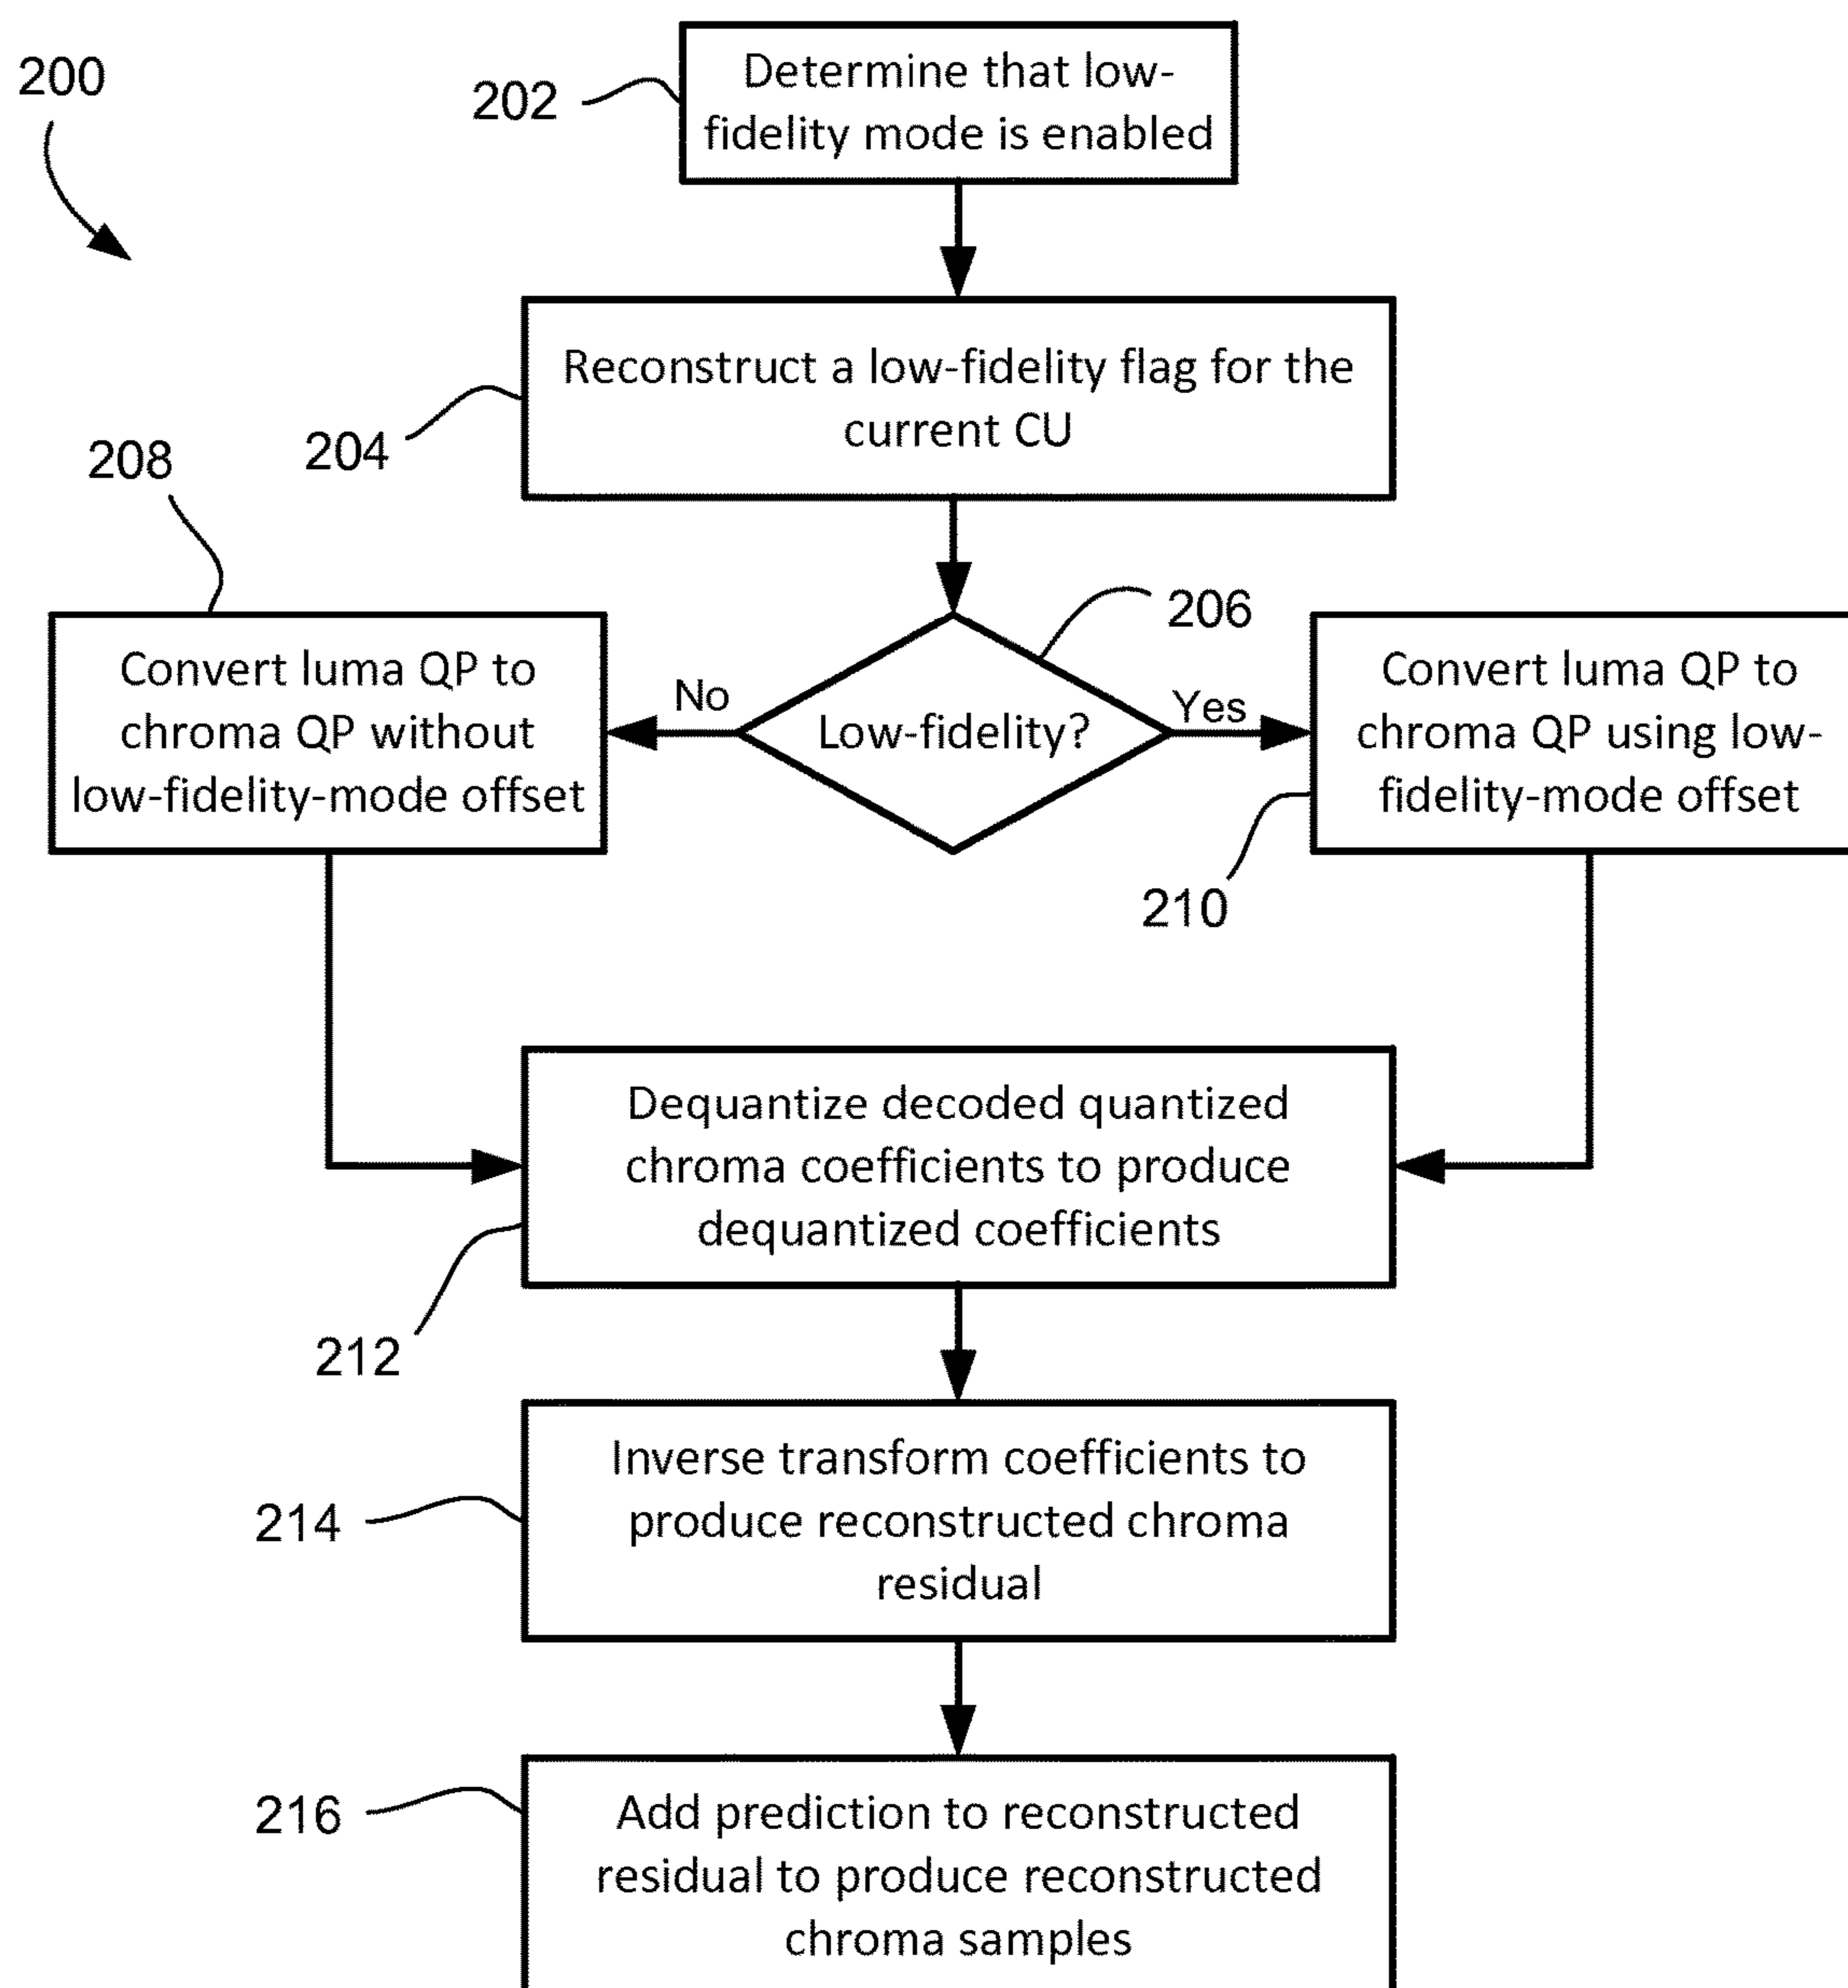 200
202
Determine that low-
fidelity mode is enabled
204
Reconstruct a low-fidelity flag for the
current CU
206
Low-fidelity?
No
Yes
208
Convert luma QP to
chroma QP without
low-fidelity-mode offset
210
Convert luma QP to
chroma QP using low-
fidelity-mode offset
212
Dequantize decoded quantized
chroma coefficients to produce
dequantized coefficients
214
Inverse transform coefficients to
produce reconstructed chroma
residual
216
Add prediction to reconstructed
residual to produce reconstructed
chroma samples